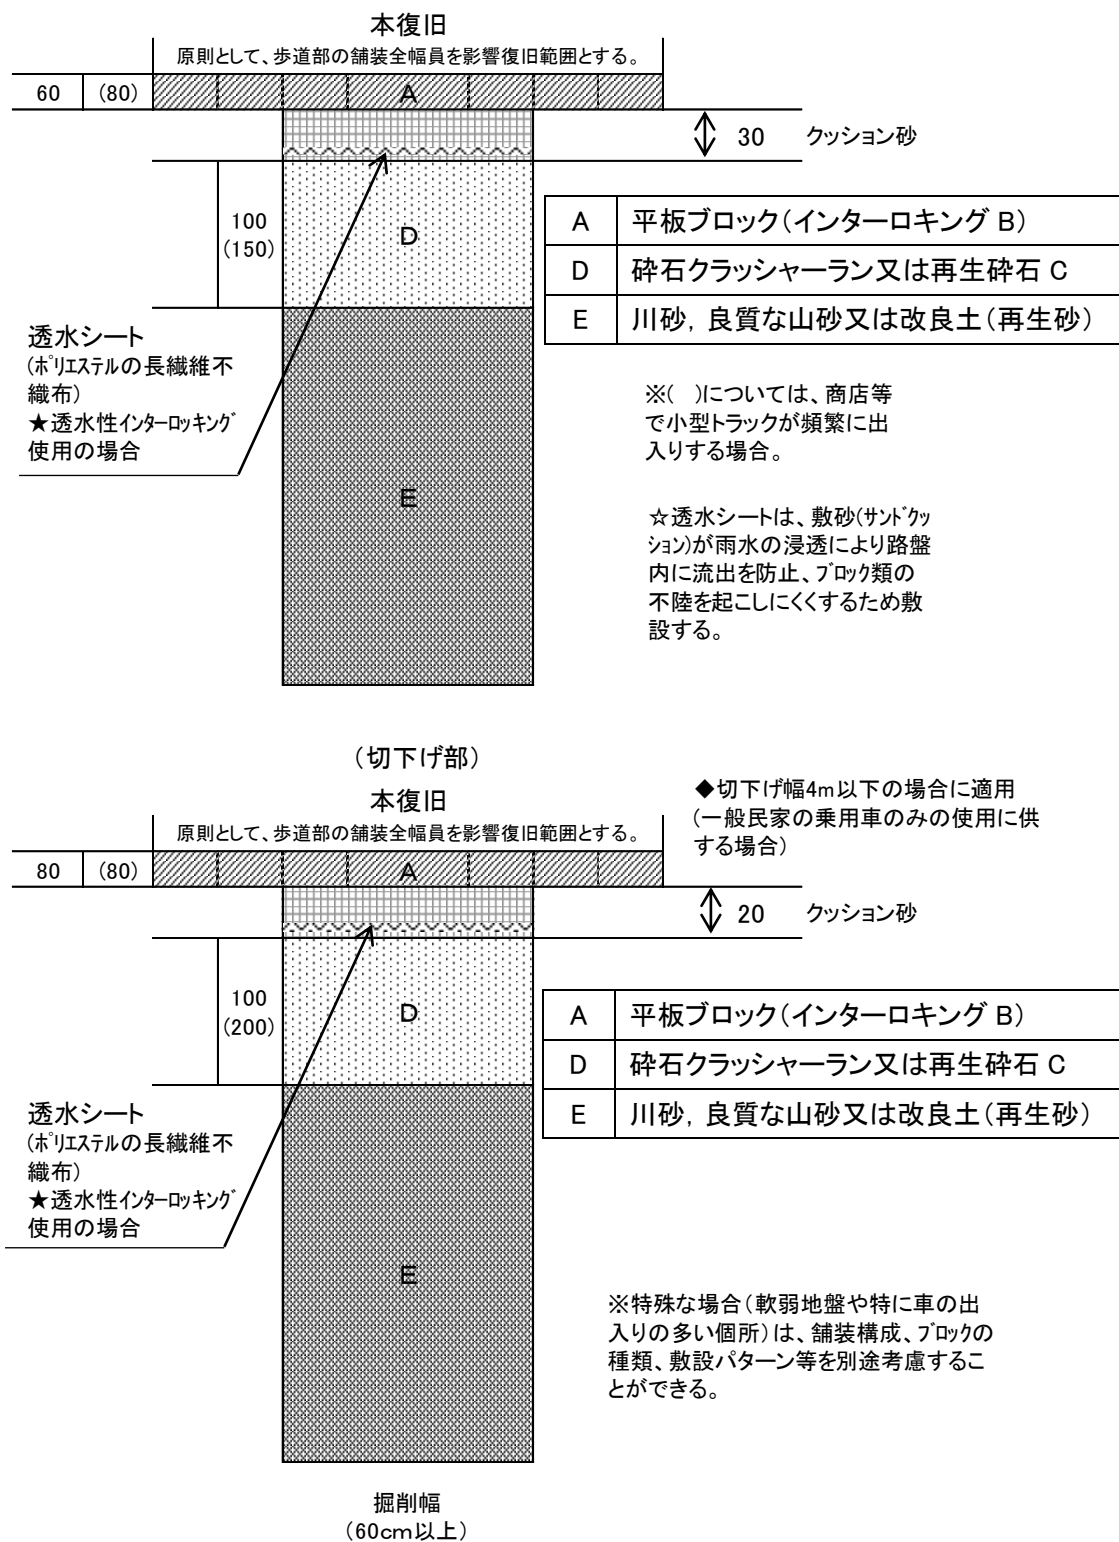 本復旧
原則として、歩道部の舗装全幅員を影響復旧範囲とする。
60 (80) A
30 クッション砂
100
(150)
D
A 平板ブロック(インターロキング B)
D 砕石クラッシャーラン又は再生砕石 C
E 川砂, 良質な山砂又は改良土(再生砂)
透水シート
(ポリエステルの長繊維不
織布)
★透水性インターロッキング
使用の場合
E
※( )については、商店等
で小型トラックが頻繁に出
入りする場合。
☆透水シートは、敷砂(サンドクッ
ション)が雨水の浸透により路盤
内に流出を防止、ブロック類の
不陸を起こしにくくするため敷
設する。
(切下げ部)
本復旧
原則として、歩道部の舗装全幅員を影響復旧範囲とする。
◆切下げ幅4m以下の場合に適用
(一般民家の乗用車のみの使用に供
する場合)
80 (80) A
20 クッション砂
100
(200)
D
A 平板ブロック(インターロキング B)
D 砕石クラッシャーラン又は再生砕石 C
E 川砂, 良質な山砂又は改良土(再生砂)
透水シート
(ポリエステルの長繊維不
織布)
★透水性インターロッキング
使用の場合
E
※特殊な場合(軟弱地盤や特に車の出
入りの多い個所)は、舗装構成、ブロックの
種類、敷設パターン等を別途考慮するこ
とができる。
掘削幅
(60cm以上)